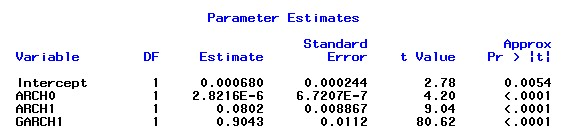 Parameter Estimates
Standard Approx
Variable DF Estimate Error t Value Pr > |t|
Intercept 1 0.000680 0.000244 2.78 0.0054
ARCH0 1 2.8216E-6 6.7207E-7 4.20 <.0001
ARCH1 1 0.0802 0.008867 9.04 <.0001
GARCH1 1 0.9043 0.0112 80.62 <.0001